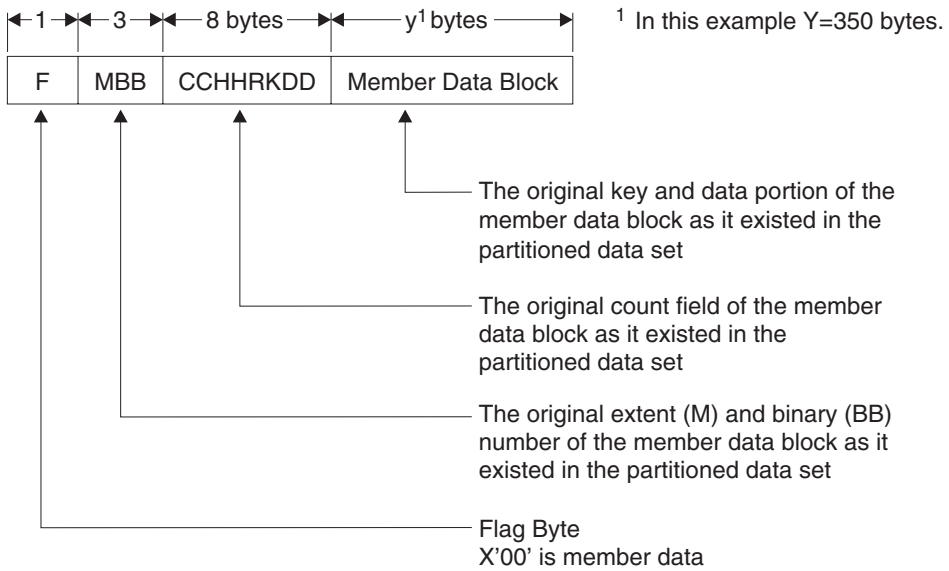 1 3 8 bytes y¹ bytes ¹ In this example Y=350 bytes.
F MBB CCHHRKDD Member Data Block
The original key and data portion of the
member data block as it existed in the
partitioned data set
The original count field of the member
data block as it existed in the
partitioned data set
The original extent (M) and binary (BB)
number of the member data block as it
existed in the partitioned data set
Flag Byte
X'00' is member data